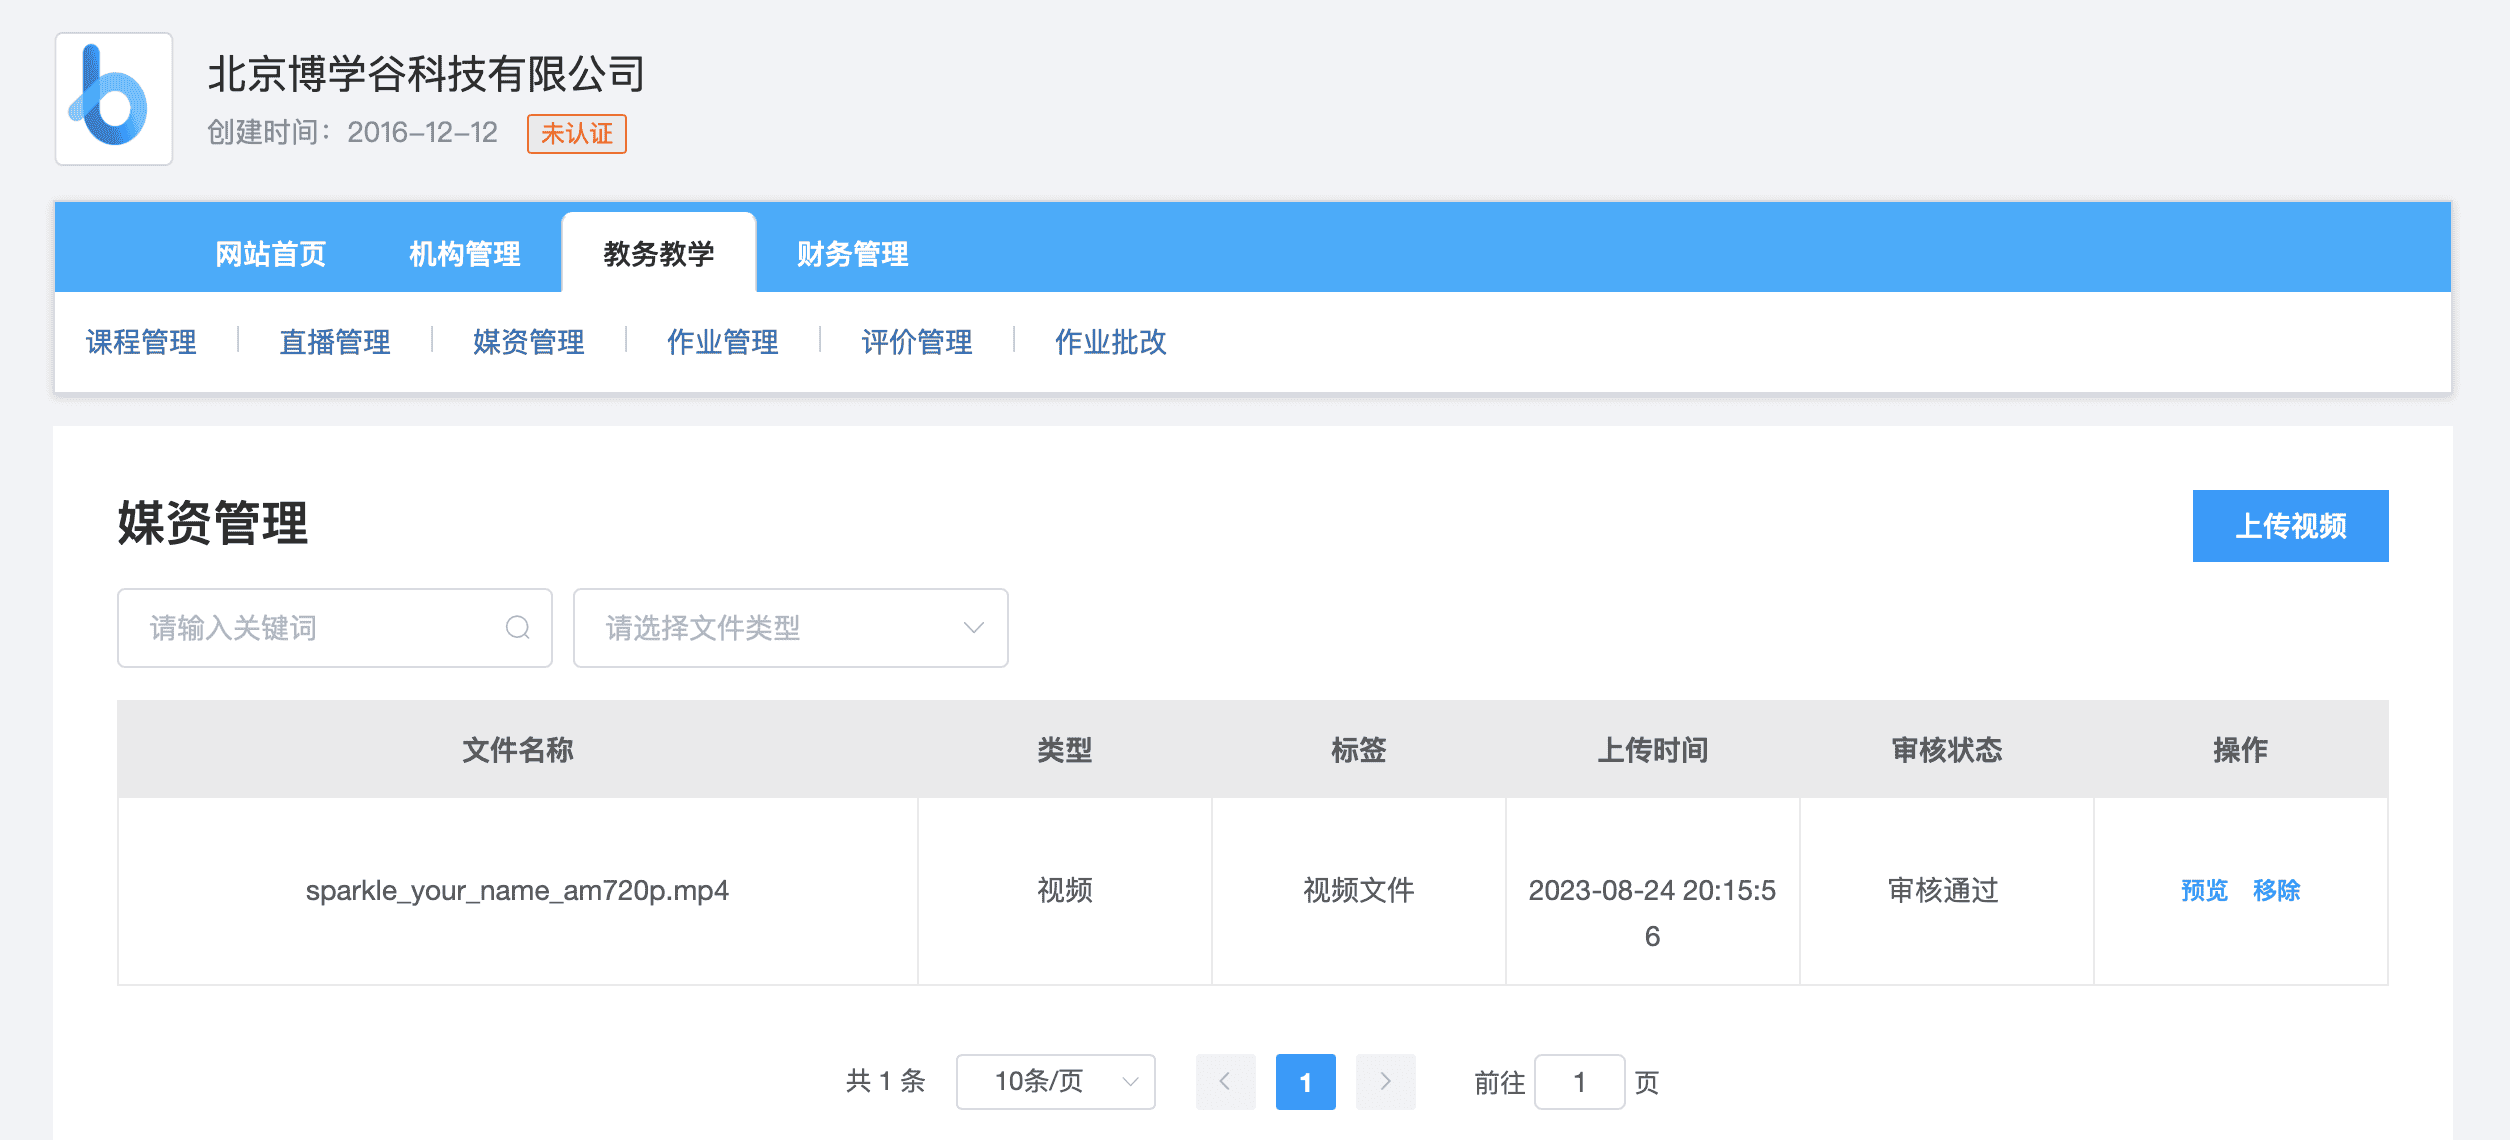 北京博学谷科技有限公司
创建时间：2016-12-12 未认证
网站首页 机构管理 教务教学 财务管理
课程管理 直播管理 媒资管理 作业管理 评价管理 作业批改
媒资管理 上传视频
请输入关键词 请选择文件类型
文件名称 类型 标签 上传时间 审核状态 操作
sparkle_your_name_am720p.mp4 视频 视频文件 2023-08-24 20:15:5 审核通过 预览 移除
6
共 1 条 10条/页 1 前往 1 页